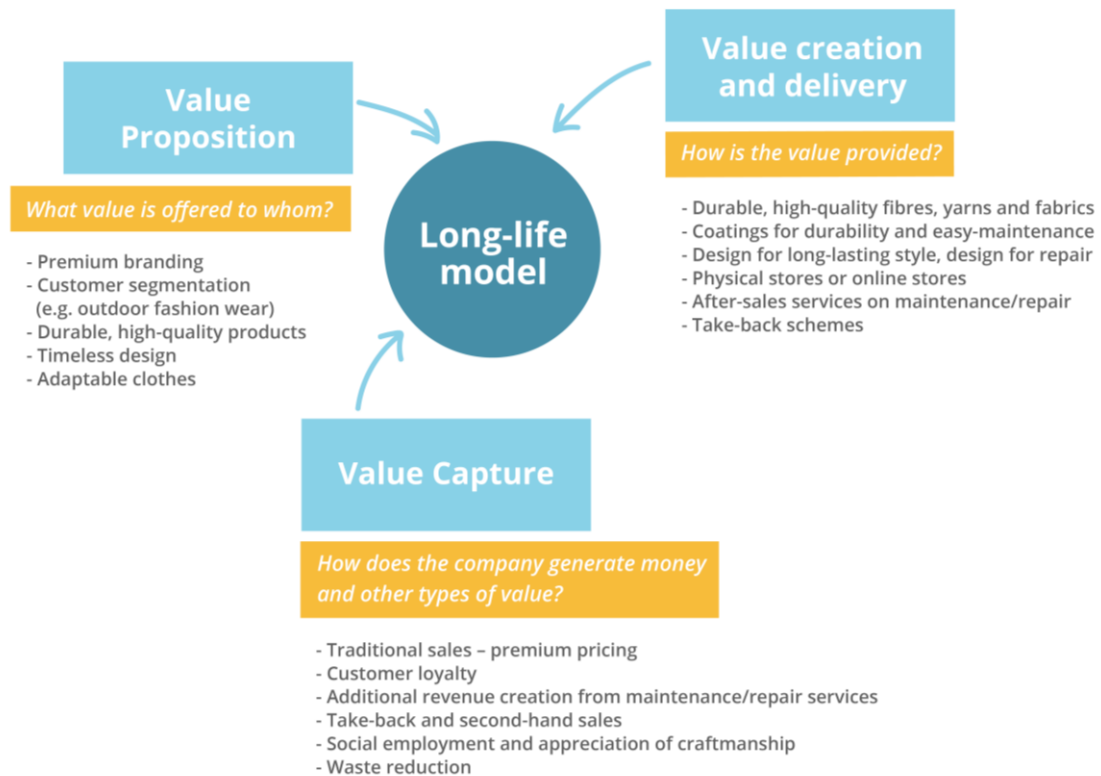 Value
Proposition
What value is offered to whom?
- Premium branding
- Customer segmentation
(e.g. outdoor fashion wear)
- Durable, high-quality products
- Timeless design
- Adaptable clothes
Value creation
and delivery
How is the value provided?
- Durable, high-quality fibres, yarns and fabrics
- Coatings for durability and easy-maintenance
- Design for long-lasting style, design for repair
- Physical stores or online stores
- After-sales services on maintenance/repair
- Take-back schemes
Long-life
model
Value Capture
How does the company generate money
and other types of value?
- Traditional sales – premium pricing
- Customer loyalty
- Additional revenue creation from maintenance/repair services
- Take-back and second-hand sales
- Social employment and appreciation of craftmanship
- Waste reduction